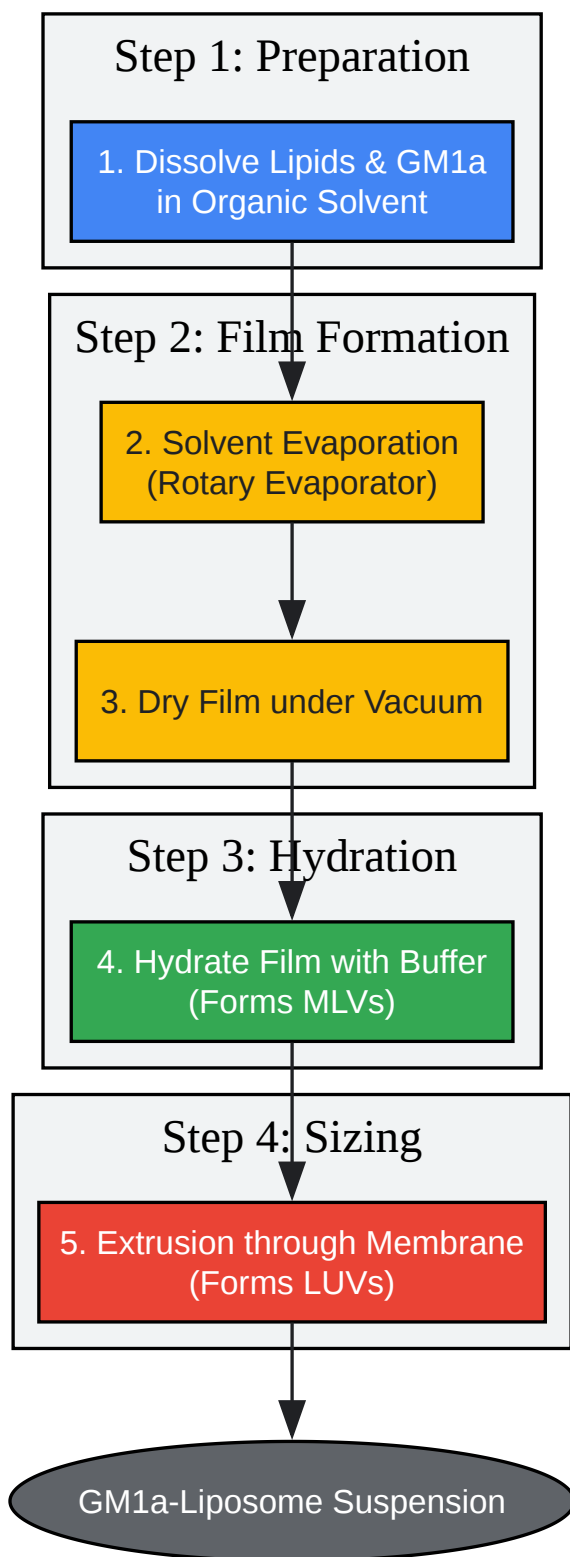 Step 1: Preparation
1. Dissolve Lipids & GM1a
in Organic Solvent
Step 2: Film Formation
2. Solvent Evaporation
(Rotary Evaporator)
3. Dry Film under Vacuum
Step 3: Hydration
4. Hydrate Film with Buffer
(Forms MLVs)
Step 4: Sizing
5. Extrusion through Membrane
(Forms LUVs)
GM1a-Liposome Suspension